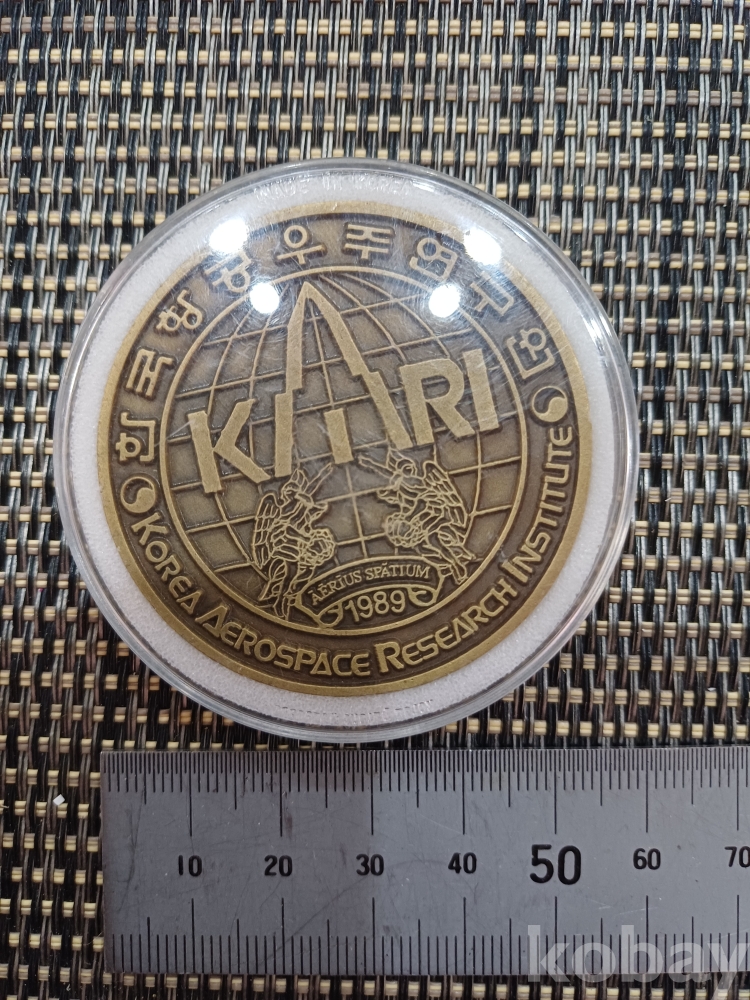 한국항공우주연구원
KARI
AERIUS SPATIUM
1989
KOREA AEROSPACE RESEARCH INSTITUTE
10 20 30 40 50 60 70
kobay